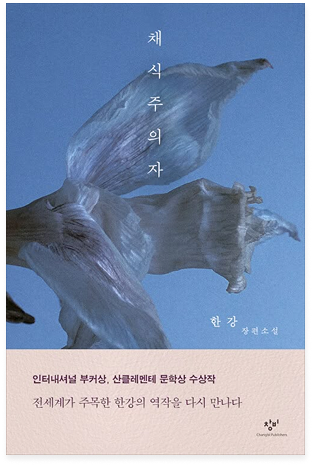 채식주의자
한강
장편소설
인터내셔널 부커상, 산클레멘테 문학상 수상작
전세계가 주목한 한강의 역작을 다시 만나다
창비
Changbi Publishers